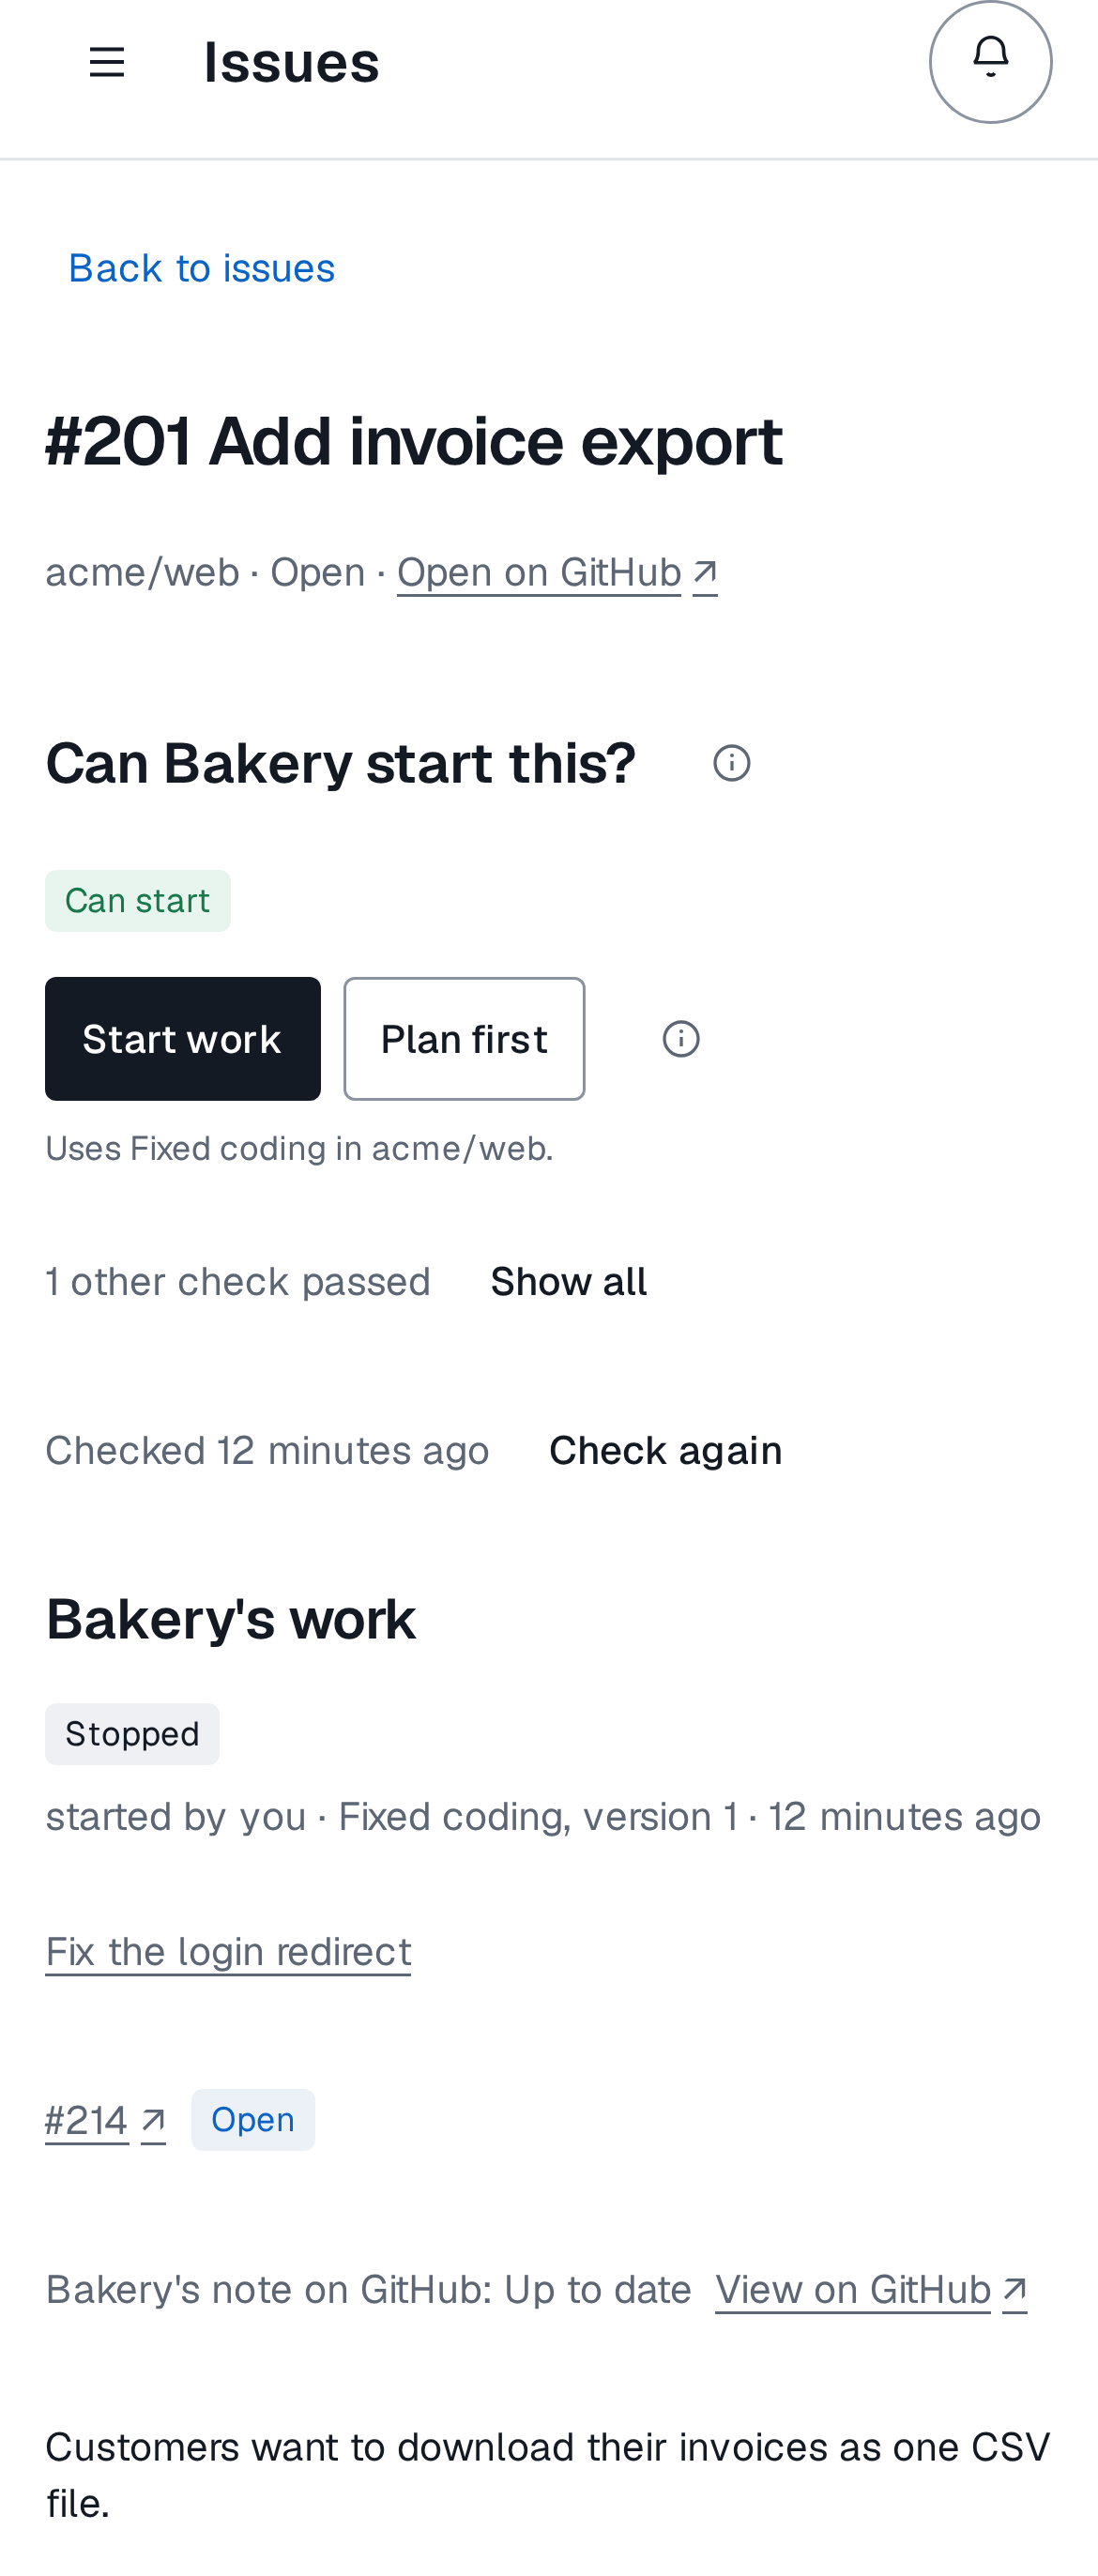 Issues
Back to issues
#201 Add invoice export
acme/web · Open · Open on GitHub ↗
Can Bakery start this?
Can start
Start work
Plan first
Uses Fixed coding in acme/web.
1 other check passed
Show all
Checked 12 minutes ago
Check again
Bakery's work
Stopped
started by you · Fixed coding, version 1 · 12 minutes ago
Fix the login redirect
#214 ↗ Open
Bakery's note on GitHub: Up to date View on GitHub ↗
Customers want to download their invoices as one CSV
file.